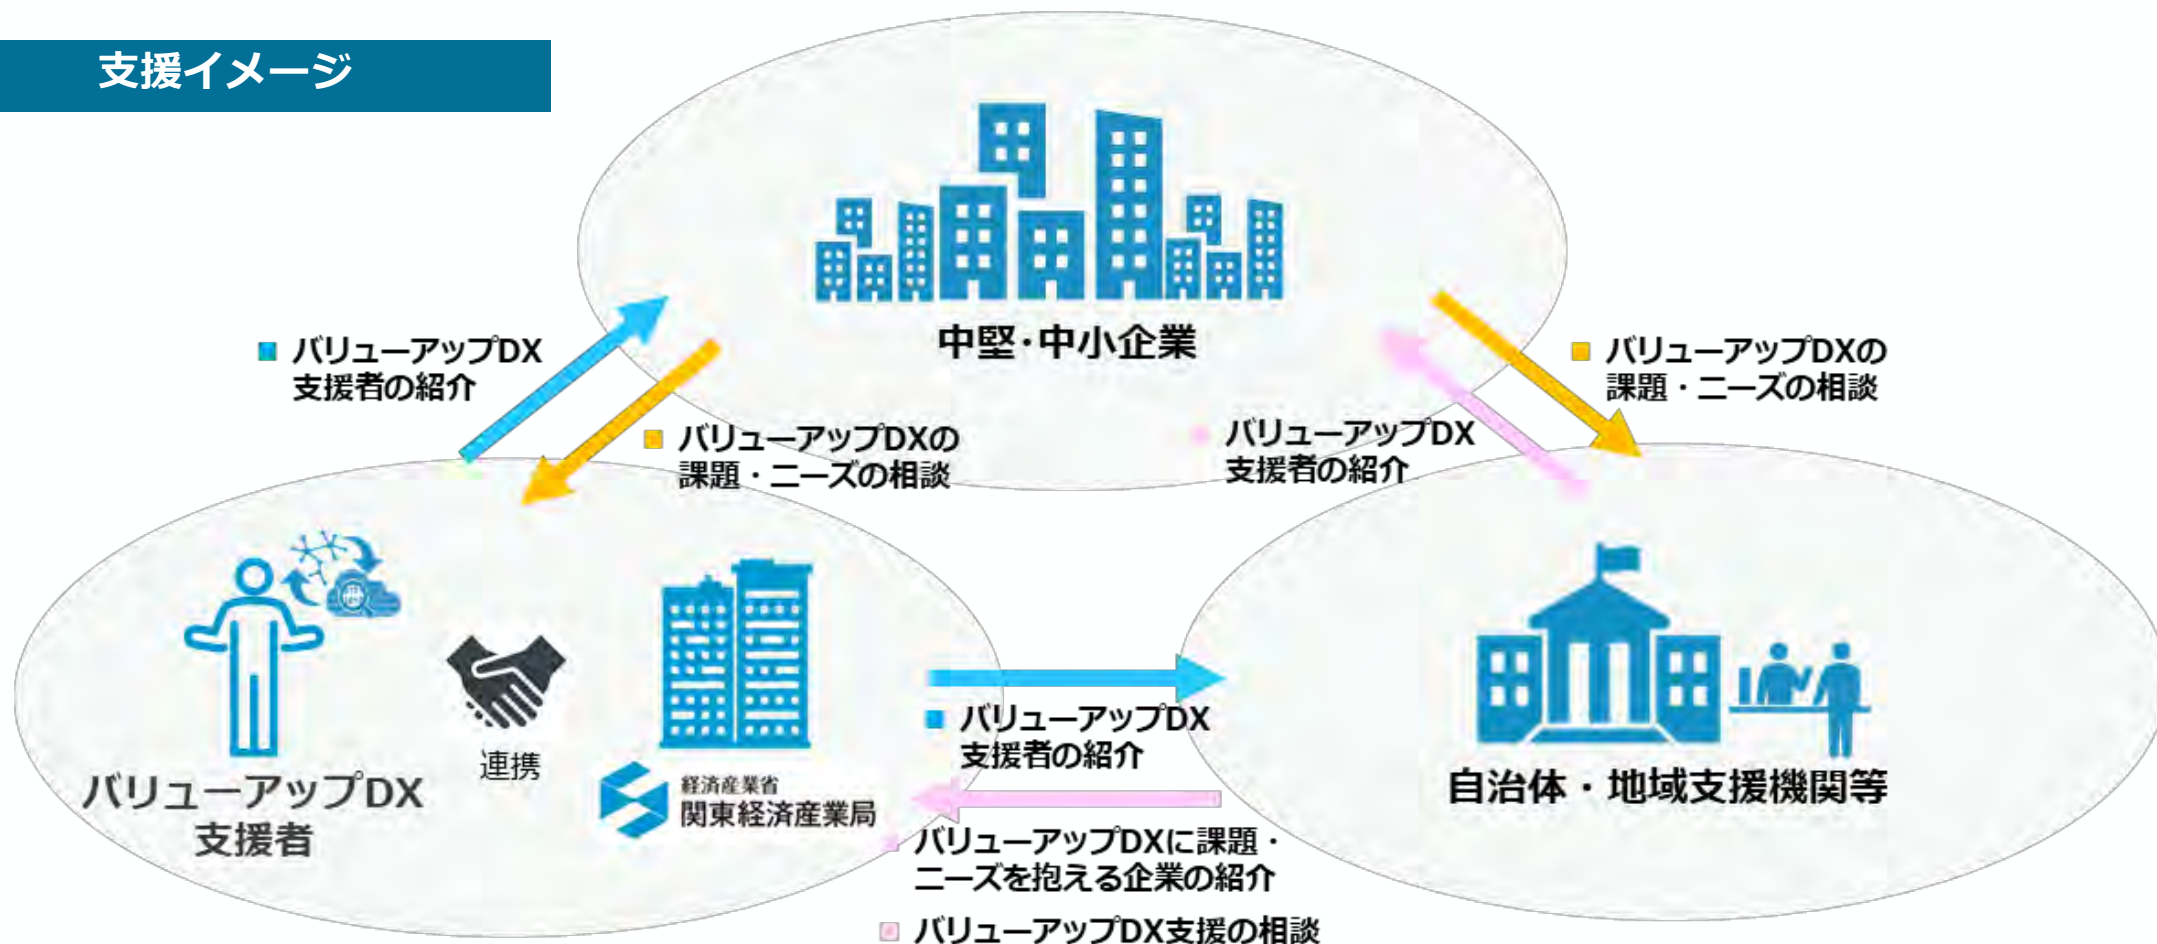 支援イメージ
中堅・中小企業
■ バリューアップDX
支援者の紹介
■ バリューアップDXの
課題・ニーズの相談
■ バリューアップDX
支援者の紹介
■ バリューアップDXの
課題・ニーズの相談
バリューアップDX
支援者
連携
経済産業省
関東経済産業局
■ バリューアップDX
支援者の紹介
■ バリューアップDXに課題・
ニーズを抱える企業の紹介
■ バリューアップDX支援の相談
自治体・地域支援機関等